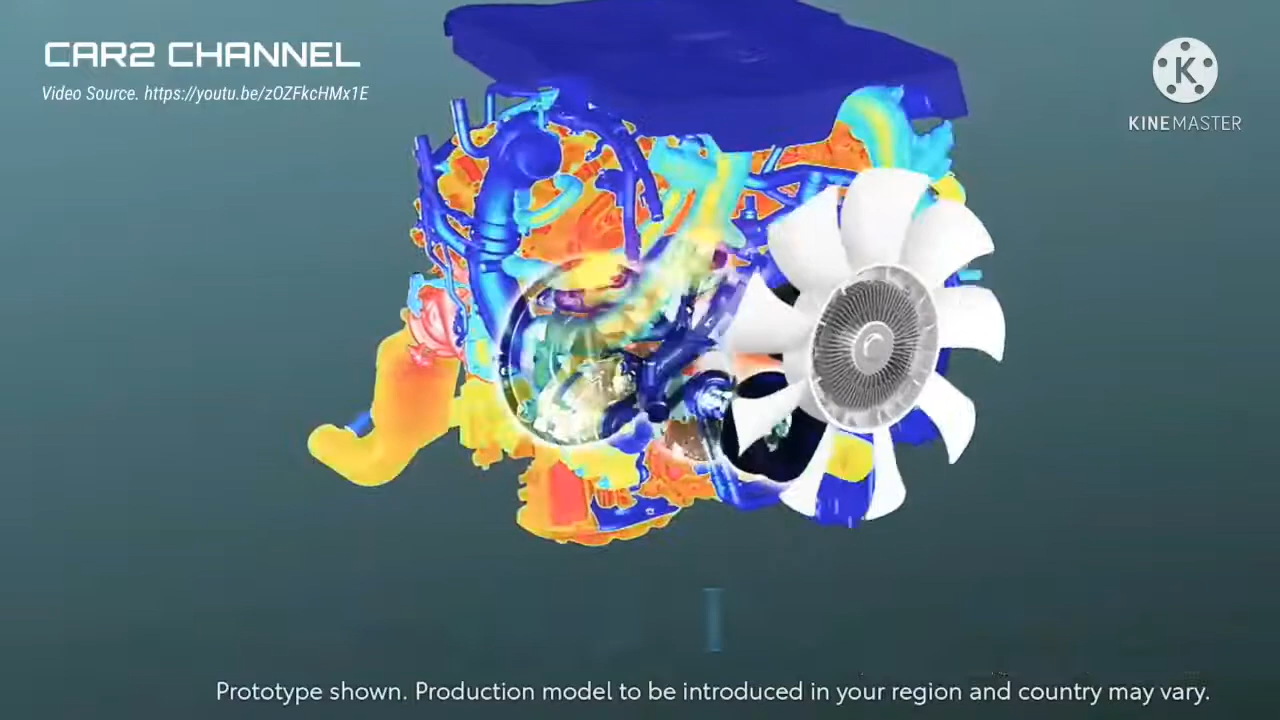 CAR2 CHANNEL
Video Source. https://youtu.be/zOZFkcHMx1E
K
KINEMASTER
Prototype shown. Production model to be introduced in your region and country may vary.